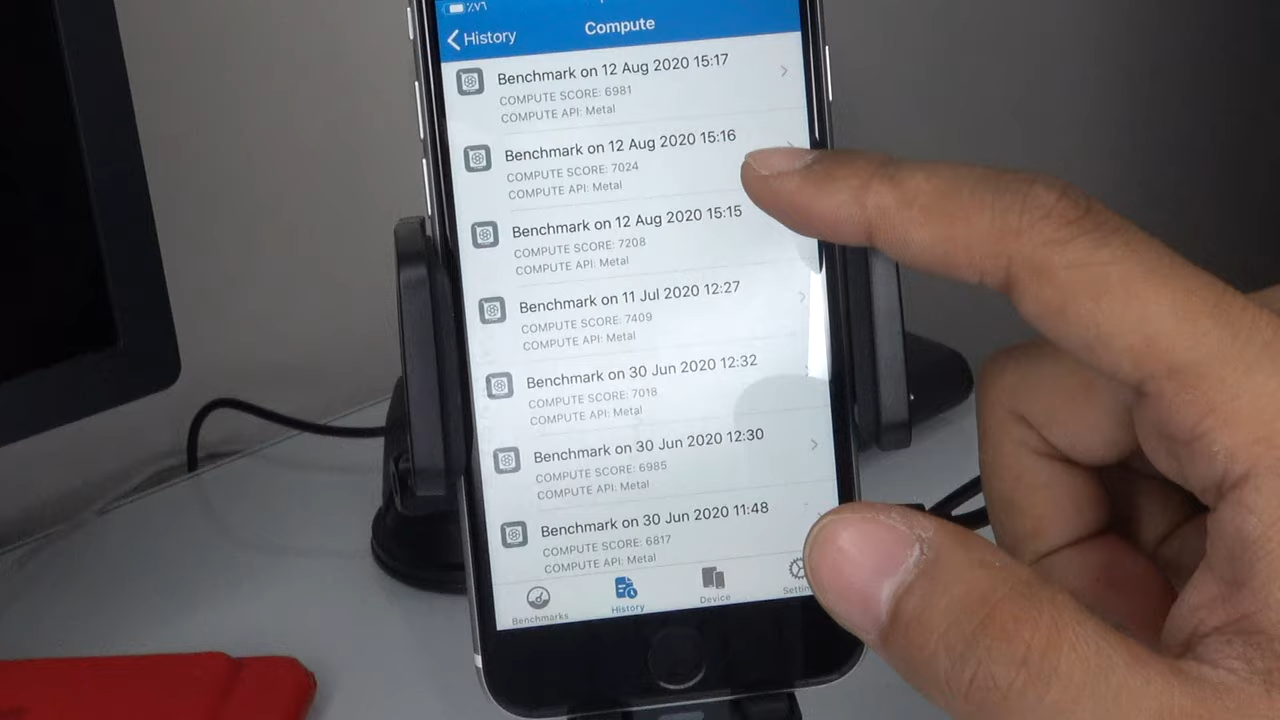 ٪٧٦
History
Compute
Benchmark on 12 Aug 2020 15:17
COMPUTE SCORE: 6981
COMPUTE API: Metal
Benchmark on 12 Aug 2020 15:16
COMPUTE SCORE: 7024
COMPUTE API: Metal
Benchmark on 12 Aug 2020 15:15
COMPUTE SCORE: 7208
COMPUTE API: Metal
Benchmark on 11 Jul 2020 12:27
COMPUTE SCORE: 7409
COMPUTE API: Metal
Benchmark on 30 Jun 2020 12:32
COMPUTE SCORE: 7018
COMPUTE API: Metal
Benchmark on 30 Jun 2020 12:30
COMPUTE SCORE: 6985
COMPUTE API: Metal
Benchmark on 30 Jun 2020 11:48
COMPUTE SCORE: 6817
COMPUTE API: Metal
Benchmarks
History
Device